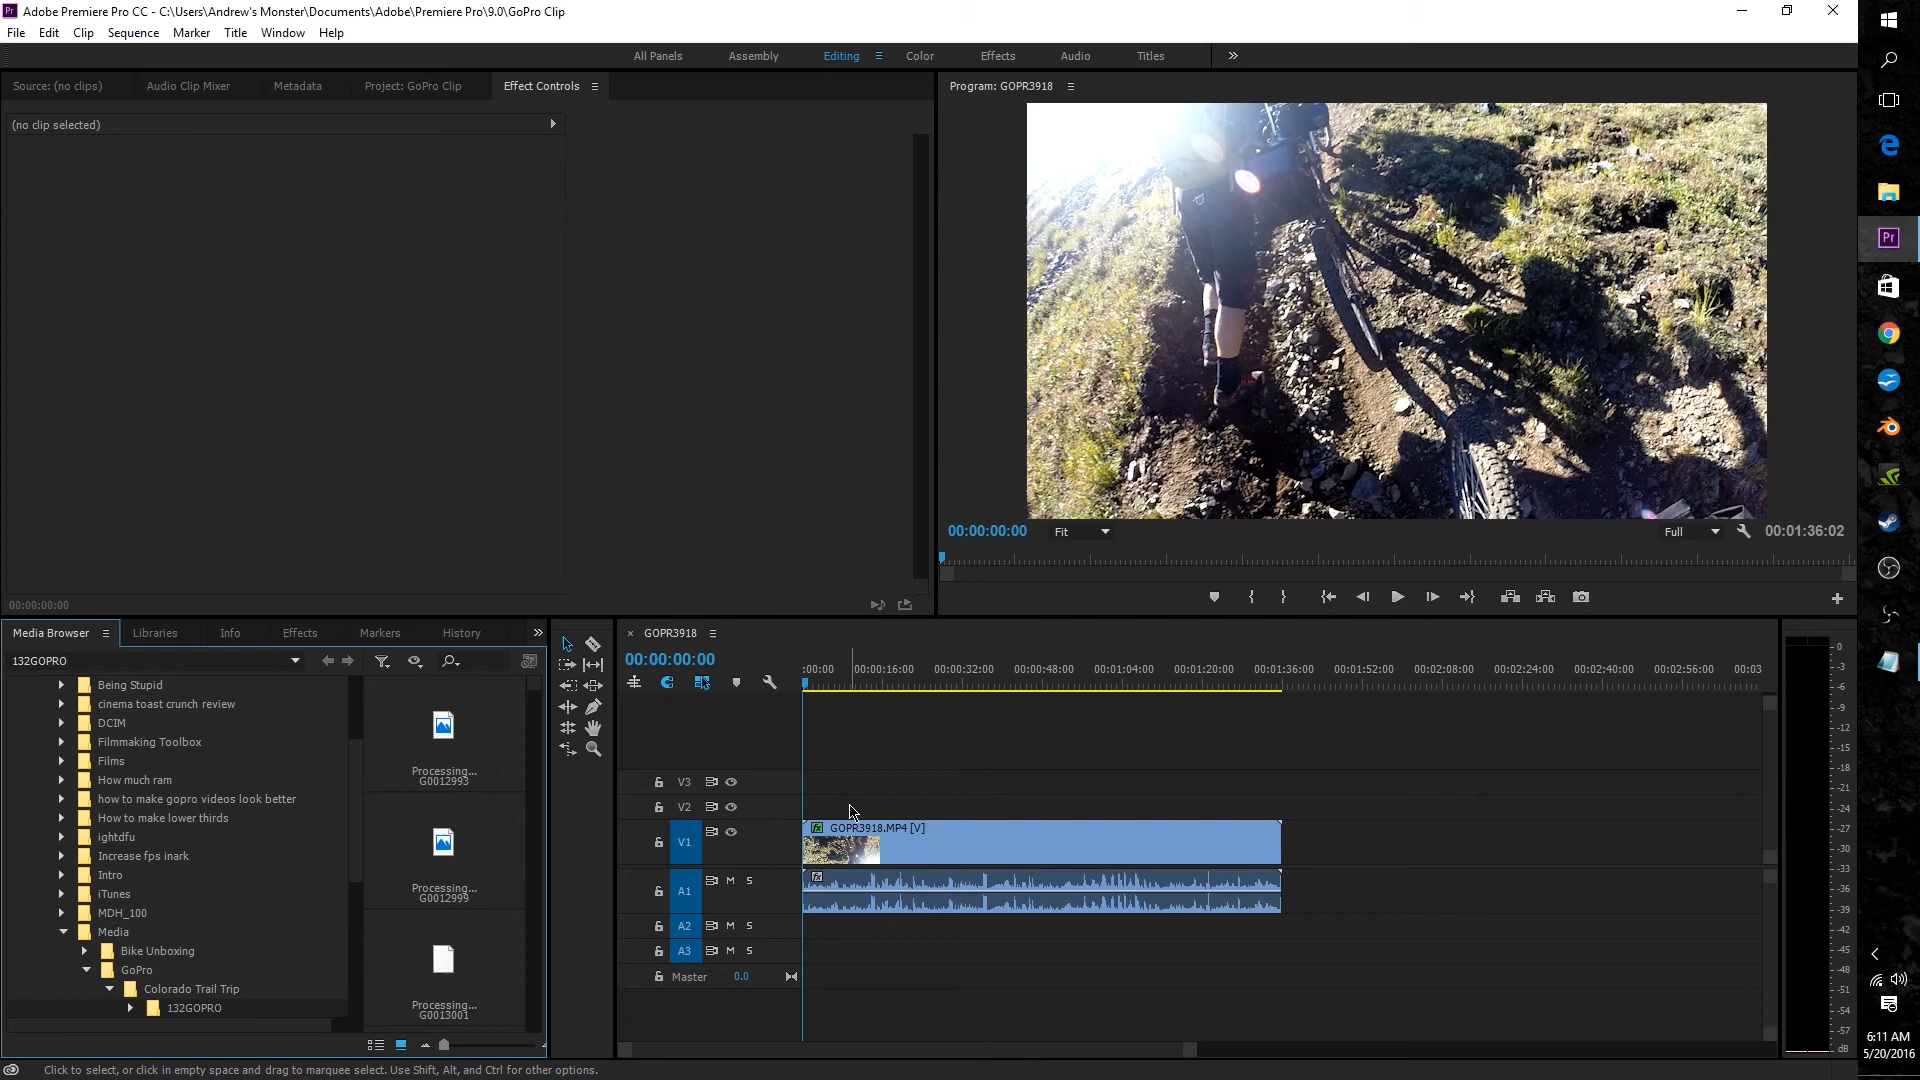 Pr Adobe Premiere Pro CC - C:\Users\Andrew's Monster\Documents\Adobe\Premiere Pro\9.0\GoPro Clip
File Edit Clip Sequence Marker Title Window Help
All Panels Assembly Editing Color Effects Audio Titles
Source: (no clips) Audio Clip Mixer Metadata Project: GoPro Clip Effect Controls
Program: GOPR3918
(no clip selected)
00:00:00:00 Fit Full 00:01:36:02
00:00:00:00
Media Browser Libraries Info Effects Markers History
132GOPRO
Being Stupid
cinema toast crunch review
DCIM
Filmmaking Toolbox
Films
How much ram
how to make gopro videos look better
How to make lower thirds
ightdfu
Increase fps inark
Intro
iTunes
MDH_100
Media
Bike Unboxing
GoPro
Colorado Trail Trip
132GOPRO
Processing...
G0012993
Processing...
G0012999
Processing...
G0013001
GOPR3918
00:00:00:00
:00:00 00:00:16:00 00:00:32:00 00:00:48:00 00:01:04:00 00:01:20:00 00:01:36:00 00:01:52:00 00:02:08:00 00:02:24:00 00:02:40:00 00:02:56:00 00:03
V3
V2
V1 fx GOPR3918.MP4 [V]
A1 M S fx
A2 M S
A3 M S
Master 0.0
0
-3
-6
-9
-12
-15
-18
-21
-24
-27
-30
-33
-36
-39
-42
-45
-48
-51
-54
-57
dB
Click to select, or click in empty space and drag to marquee select. Use Shift, Alt, and Ctrl for other options.
Pr
6:11 AM
5/20/2016